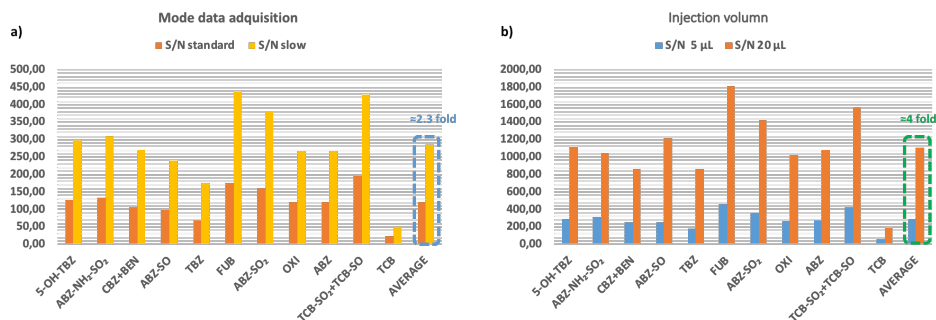 Mode data adquisition
a)
S/N standard S/N slow
500,00
450,00
400,00
350,00
300,00
250,00
200,00
150,00
100,00
50,00
0,00
≈2.3 fold
5-OH-TBZ
ABZ-NH₂-SO₂
CBZ+BEN
ABZ-SO
TBZ
FUB
ABZ-SO₂
OXI
ABZ
TCB-SO₂+TCB-SO
TCB
AVERAGE
Injection volumn
b)
S/N 5 µL S/N 20 µL
2000,00
1800,00
1600,00
1400,00
1200,00
1000,00
800,00
600,00
400,00
200,00
0,00
≈4 fold
5-OH-TBZ
ABZ-NH₂-SO₂
CBZ+BEN
ABZ-SO
TBZ
FUB
ABZ-SO₂
OXI
ABZ
TCB-SO₂+TCB-SO
TCB
AVERAGE